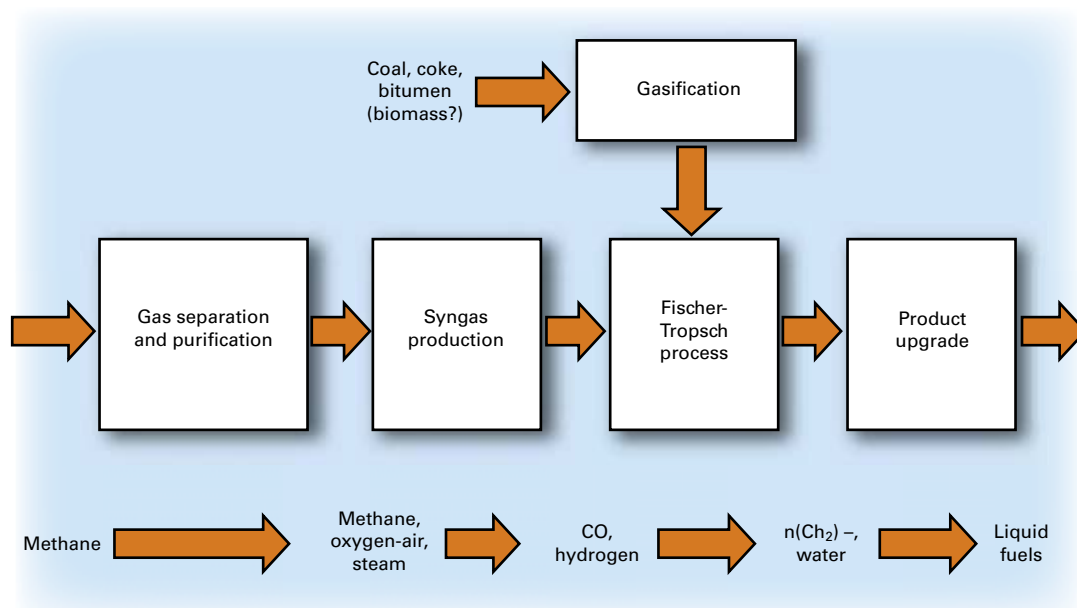 Coal, coke,
bitumen
(biomass?)
Gasification
Gas separation
and purification
Syngas
production
Fischer-
Tropsch
process
Product
upgrade
Methane
Methane,
oxygen-air,
steam
CO,
hydrogen
n(Ch₂) –,
water
Liquid
fuels